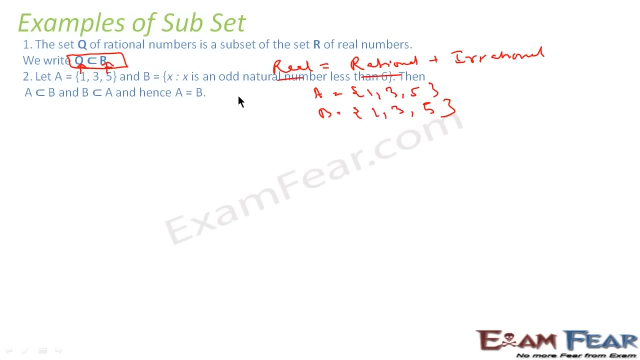 Examples of Sub Set
1. The set Q of rational numbers is a subset of the set R of real numbers.
We write Q ⊂ R
Real = Rational + Irrational
2. Let A = {1, 3, 5} and B = {x : x is an odd natural number less than 6}. Then
A ⊂ B and B ⊂ A and hence A = B.
A = {1, 3, 5}
B = {1, 3, 5}
ExamFear.com
EXAM FEAR
No more Fear from Exam